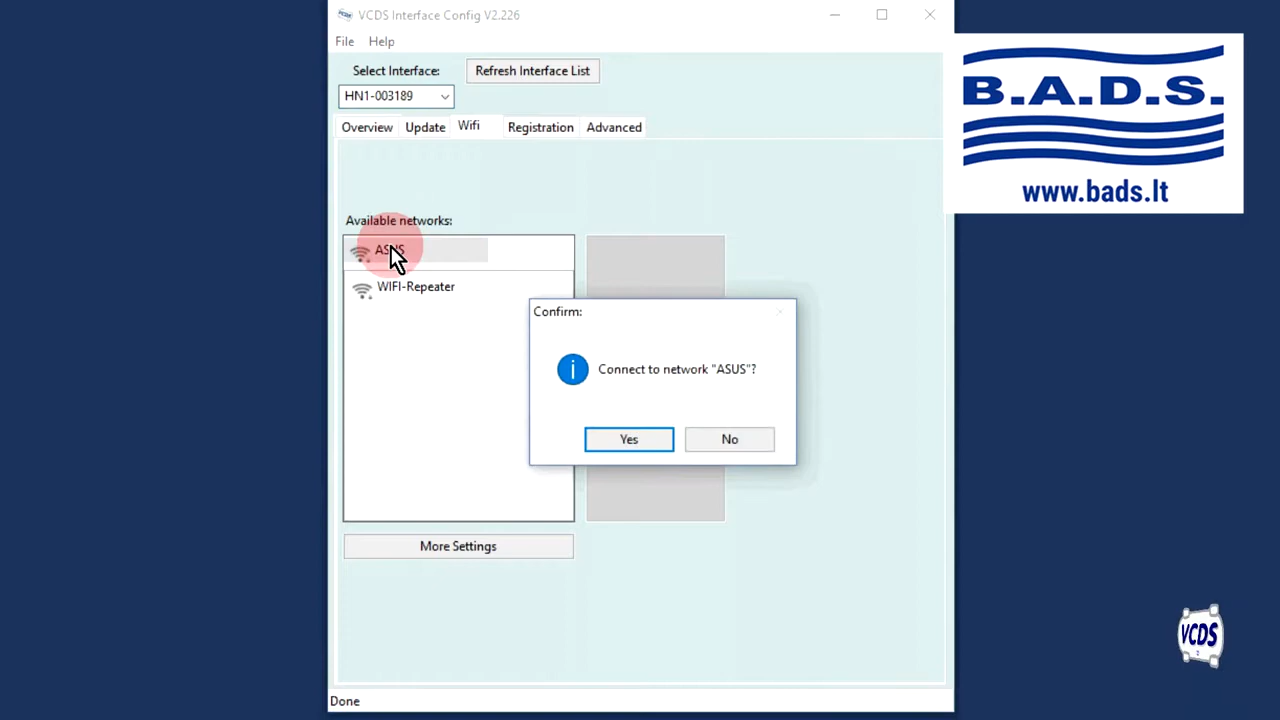 VCDS Interface Config V2.226
File Help
Select Interface: Refresh Interface List
HN1-003189
Overview Update Wifi Registration Advanced
Available networks:
ASUS
WIFI-Repeater
Confirm:
Connect to network "ASUS"?
Yes No
More Settings
Done
B.A.D.S.
www.bads.lt
VCDS